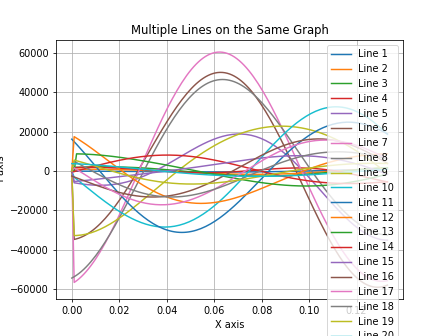 Multiple Lines on the Same Graph
60000
40000
20000
0
−20000
−40000
−60000
0.00
0.02
0.04
0.06
0.08
0.10
X axis
Line 1
Line 2
Line 3
Line 4
Line 5
Line 6
Line 7
Line 8
Line 9
Line 10
Line 11
Line 12
Line 13
Line 14
Line 15
Line 16
Line 17
Line 18
Line 19